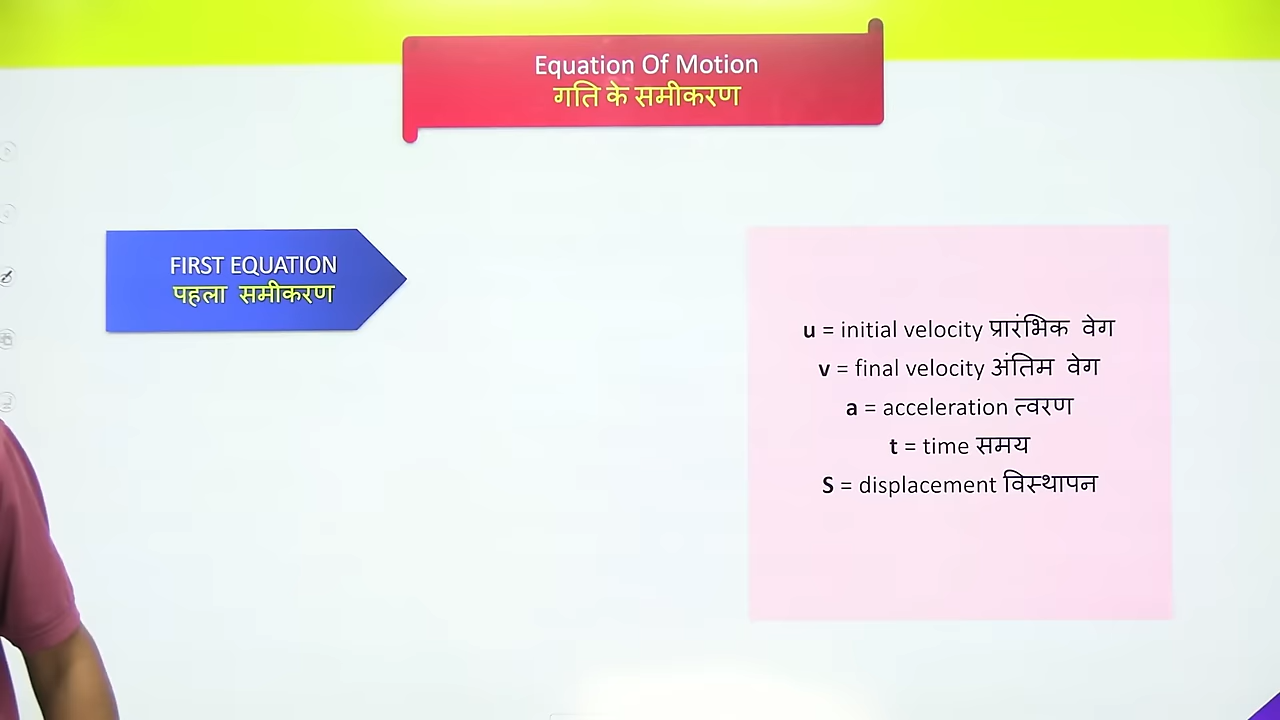 Equation Of Motion
गति के समीकरण
FIRST EQUATION
पहला समीकरण
u = initial velocity प्रारंभिक वेग
v = final velocity अंतिम वेग
a = acceleration त्वरण
t = time समय
S = displacement विस्थापन